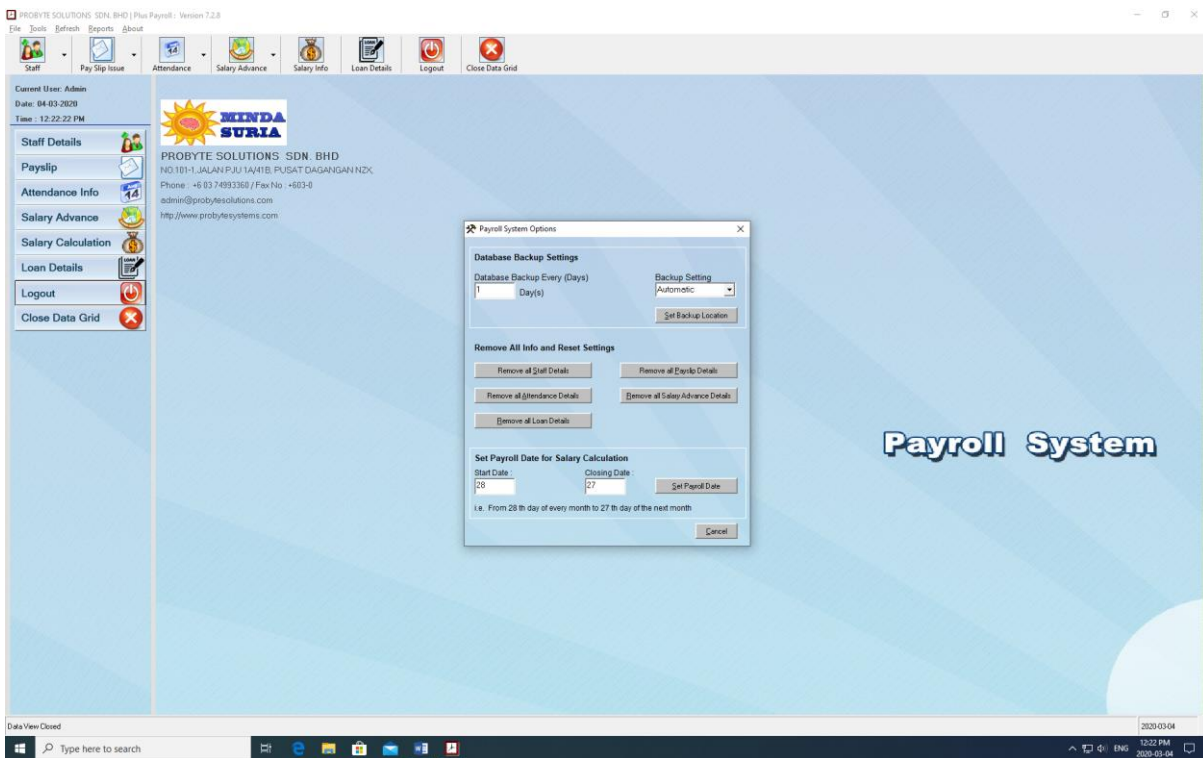 PROBYTE SOLUTIONS SDN. BHD | Plus Payroll : Version 7.2.8
File Tools Refresh Reports About
Staff Pay Slip Issue Attendance Salary Advance Salary Info Loan Details Logout Close Data Grid
Current User: Admin
Date: 04-03-2020
Time : 12:22:22 PM
Staff Details
Payslip
Attendance Info
14
Salary Advance
Salary Calculation
Loan Details
Logout
Close Data Grid
MINDA
SURIA
PROBYTE SOLUTIONS SDN. BHD
NO.101-1,JALAN PJU 1A/41B, PUSAT DAGANGAN NZX,
Phone : +6 03 74993360 / Fax No : +603-0
admin@probytesolutions.com
http://www.probytesystems.com
Payroll System Options
Database Backup Settings
Database Backup Every (Days) Backup Setting
1 Day(s) Automatic
Set Backup Location
Remove All Info and Reset Settings
Remove all Staff Details Remove all Payslip Details
Remove all Attendance Details Remove all Salary Advance Details
Remove all Loan Details
Set Payroll Date for Salary Calculation
Start Date : Closing Date :
28 27 Set Payroll Date
i.e. From 28 th day of every month to 27 th day of the next month
Cancel
Payroll System
Data View Closed 2020-03-04
Type here to search ENG 12:22 PM
2020-03-04